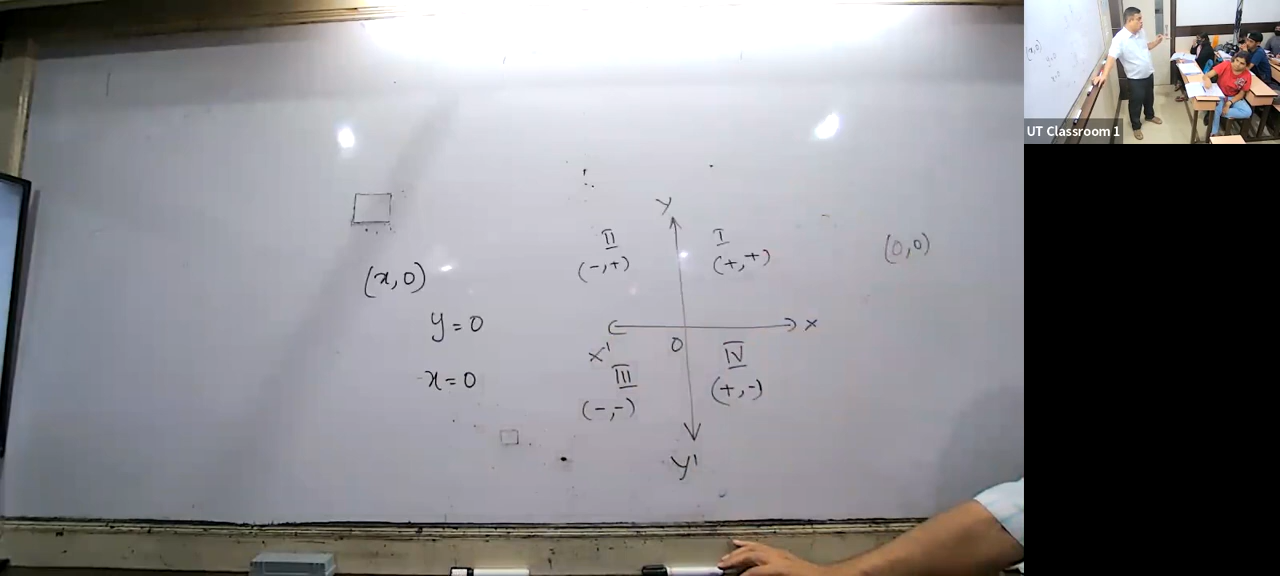 UT Classroom 1
Y
II
I
(-,+)
(+,+)
(0,0)
(x,0)
y=0
X
X'
O
IV
III
x=0
(+,-)
(-,-)
Y'